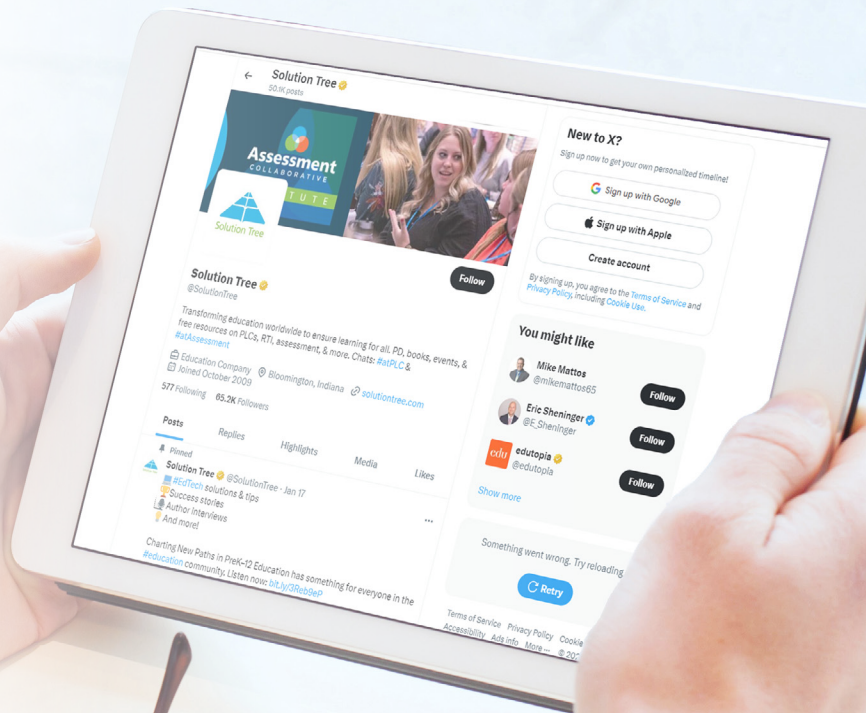 Solution Tree
50.1K posts
Assessment
COLLABORATIVE
TUTE
Solution Tree
Follow
Solution Tree
@SolutionTree
Transforming education worldwide to ensure learning for all. PD, books, events, &
free resources on PLCs, RTI, assessment, & more. Chats: #atPLC &
#atAssessment
Education Company Bloomington, Indiana solutiontree.com
Joined October 2009
577 Following 65.2K Followers
Posts Replies Highlights Media Likes
Pinned
Solution Tree @SolutionTree · Jan 17
#EdTech solutions & tips
Success stories
Author Interviews
And more!
Charting New Paths in PreK–12 Education has something for everyone in the
#education community. Listen now: bit.ly/3Reb9eP
New to X?
Sign up now to get your own personalized timeline!
Sign up with Google
Sign up with Apple
Create account
By signing up, you agree to the Terms of Service and
Privacy Policy, including Cookie Use.
You might like
Mike Mattos
@mikemattos65
Follow
Eric Sheninger
@E_Sheninger
Follow
edu
edutopia
@edutopia
Follow
Show more
Something went wrong. Try reloading
Retry
Terms of Service Privacy Policy Cookie
Accessibility Ads info More ... © 202